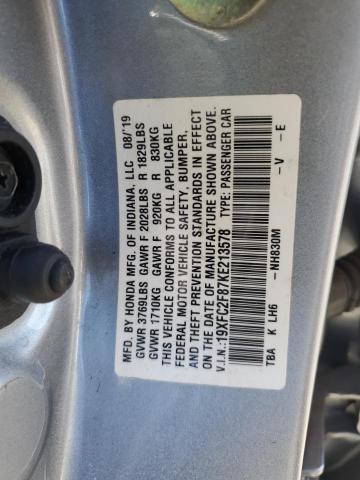 MFD. BY HONDA MFG. OF INDIANA, LLC 08/'19
GVWR 3769LBS GAWR F 2028LBS R 1829LBS
GVWR 1710KG GAWR F 920KG R 830KG
THIS VEHICLE CONFORMS TO ALL APPLICABLE
FEDERAL MOTOR VEHICLE SAFETY, BUMPER,
AND THEFT PREVENTION STANDARDS IN EFFECT
ON THE DATE OF MANUFACTURE SHOWN ABOVE.
V.I.N.:19XFC2F87KE213578 TYPE: PASSENGER CAR
TBA K LH6 -NH830M -V -E